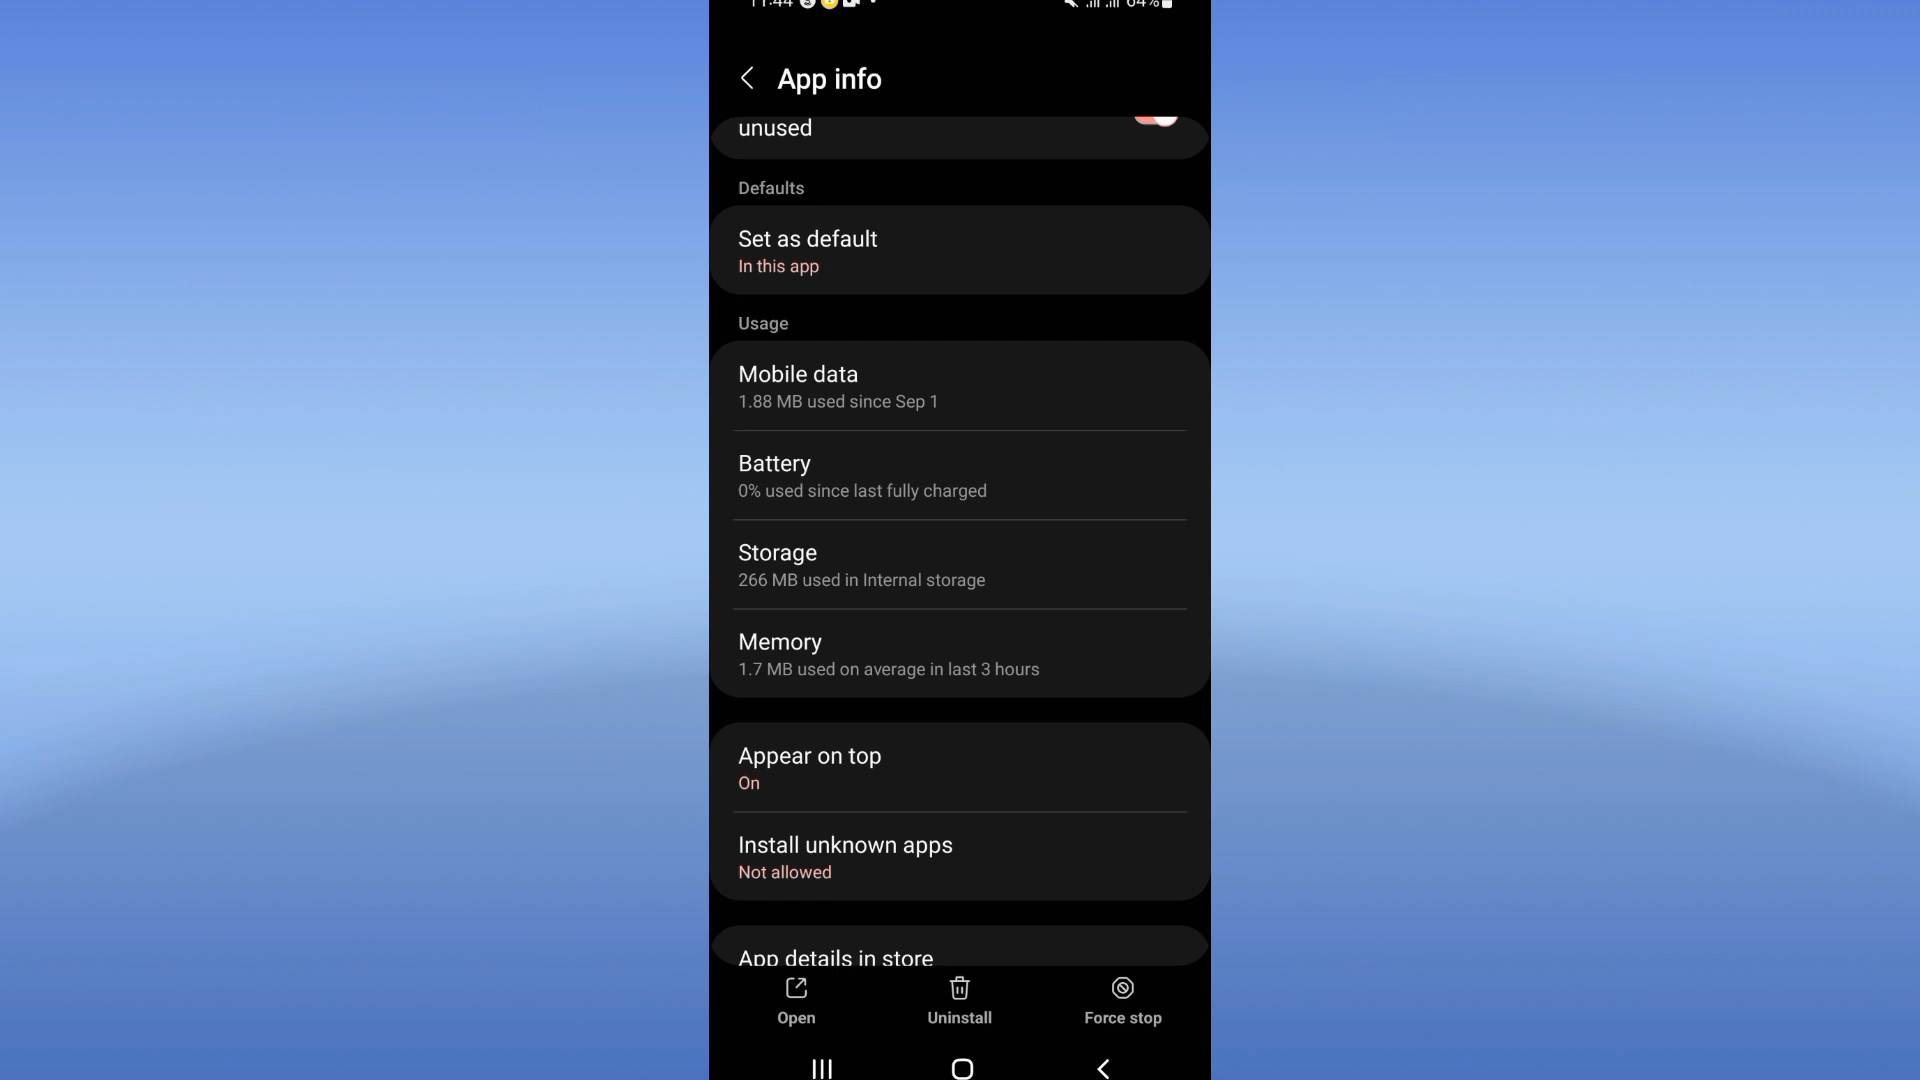 11:44 64%
App info
unused
Defaults
Set as default
In this app
Usage
Mobile data
1.88 MB used since Sep 1
Battery
0% used since last fully charged
Storage
266 MB used in Internal storage
Memory
1.7 MB used on average in last 3 hours
Appear on top
On
Install unknown apps
Not allowed
App details in store
Open Uninstall Force stop